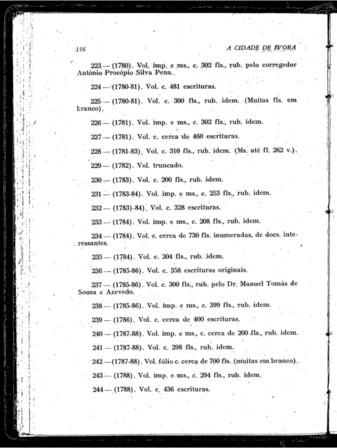 116
A CIDADE DE ÉVORA
223 — (1780). Vol. imp. e ms., c. 302 fls., rub. pelo corregedor
António Procópio Silva Pena.
224 — (1780-81). Vol. c. 481 escrituras.
225 — (1780-81). Vol. c. 300 fls., rub. idem. (Muitas fls. em
branco).
226 — (1781). Vol. imp. e ms., c. 302 fls., rub. idem.
227 — (1781). Vol. c. cerca de 460 escrituras.
228 — (1781-83). Vol. c. 310 fls., rub. idem. (Ms. até fl. 262 v.).
229 — (1782). Vol. truncado.
230 — (1783). Vol. c. 200 fls., rub. idem.
231 — (1783-84). Vol. imp. e ms., c. 253 fls., rub. idem.
232 — (1783)-84). Vol. c. 328 escrituras.
233 — (1784). Vol. imp. e ms., c. 208 fls., rub. idem.
234 — (1784). Vol. c. cerca de 730 fls. inumeradas, de docs. inte-
ressantes.
235 — (1784). Vol. c. 204 fls., rub. idem.
236 — (1785-86). Vol. c. 358 escrituras originais.
237 — (1785-86). Vol. c. 300 fls., rub. pelo Dr. Manuel Tomás de
Sousa e Azevedo.
238 — (1785-86). Vol. imp. e ms., c. 399 fls., rub. idem.
239 — (1786). Vol. c. cerca de 400 escrituras.
240 — (1787-88). Vol. imp. e ms., c. cerca de 200 fls., rub. idem.
241 — (1787-88). Vol. c. 298 fls., rub. idem.
242 — (1787-88). Vol. fólio c. cerca de 700 fls. (muitas em branco).
243 — (1788). Vol. imp. e ms., c. 294 fls., rub. idem.
244 — (1788). Vol. c. 436 escrituras.